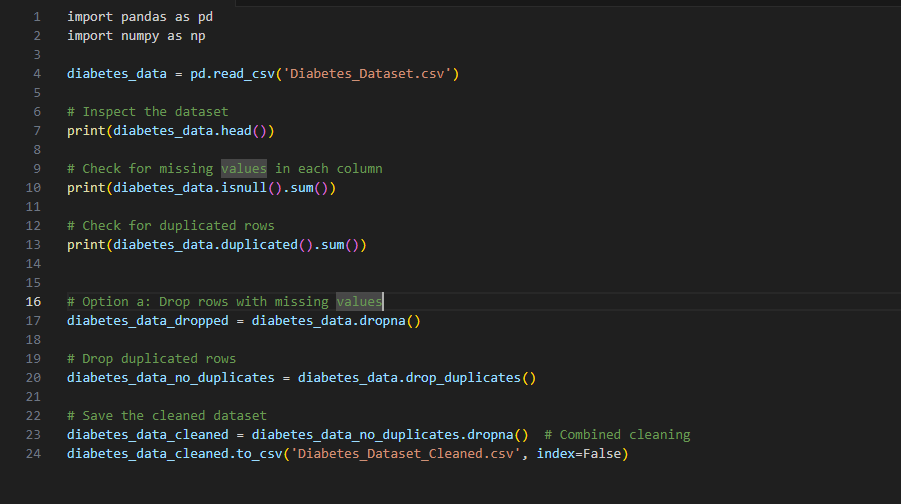 1 import pandas as pd
2 import numpy as np
3
4 diabetes_data = pd.read_csv('Diabetes_Dataset.csv')
5
6 # Inspect the dataset
7 print(diabetes_data.head())
8
9 # Check for missing values in each column
10 print(diabetes_data.isnull().sum())
11
12 # Check for duplicated rows
13 print(diabetes_data.duplicated().sum())
14
15
16 # Option a: Drop rows with missing values
17 diabetes_data_dropped = diabetes_data.dropna()
18
19 # Drop duplicated rows
20 diabetes_data_no_duplicates = diabetes_data.drop_duplicates()
21
22 # Save the cleaned dataset
23 diabetes_data_cleaned = diabetes_data_no_duplicates.dropna()  # Combined cleaning
24 diabetes_data_cleaned.to_csv('Diabetes_Dataset_Cleaned.csv', index=False)